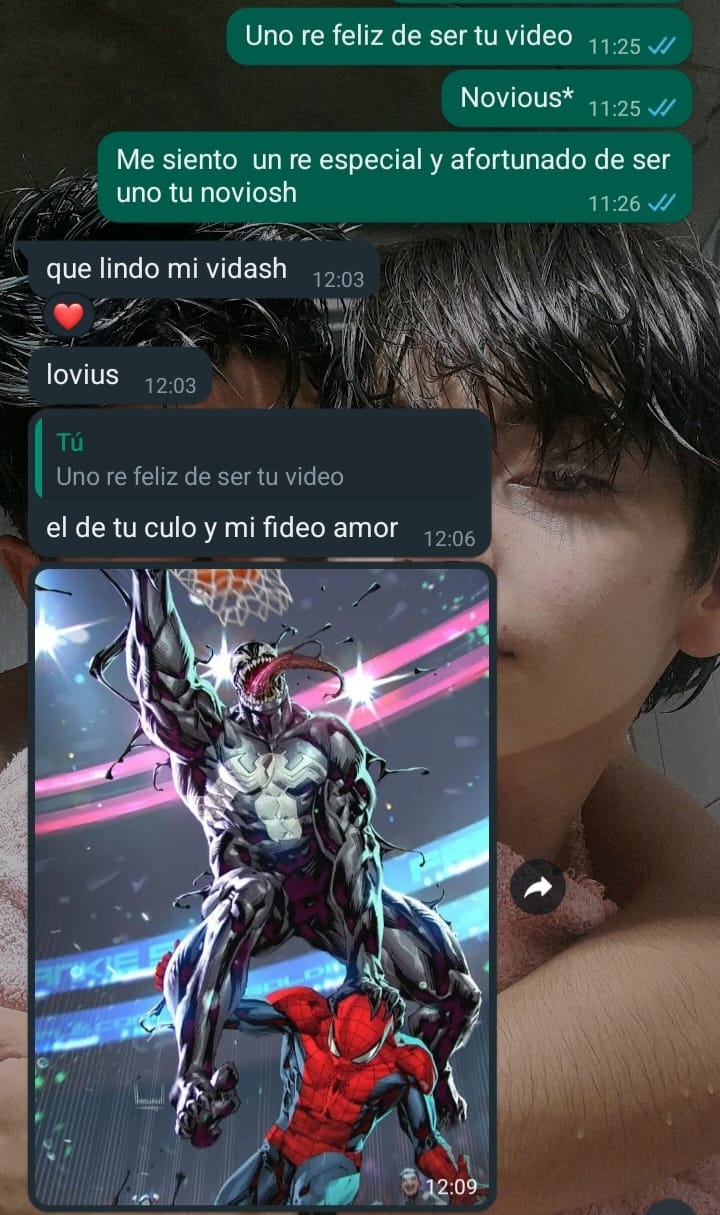 Uno re feliz de ser tu video 11:25
Novious* 11:25
Me siento un re especial y afortunado de ser
uno tu noviosh
11:26
que lindo mi vidash 12:03
❤️
lovius 12:03
Tú
Uno re feliz de ser tu video
el de tu culo y mi fideo amor 12:06
12:09